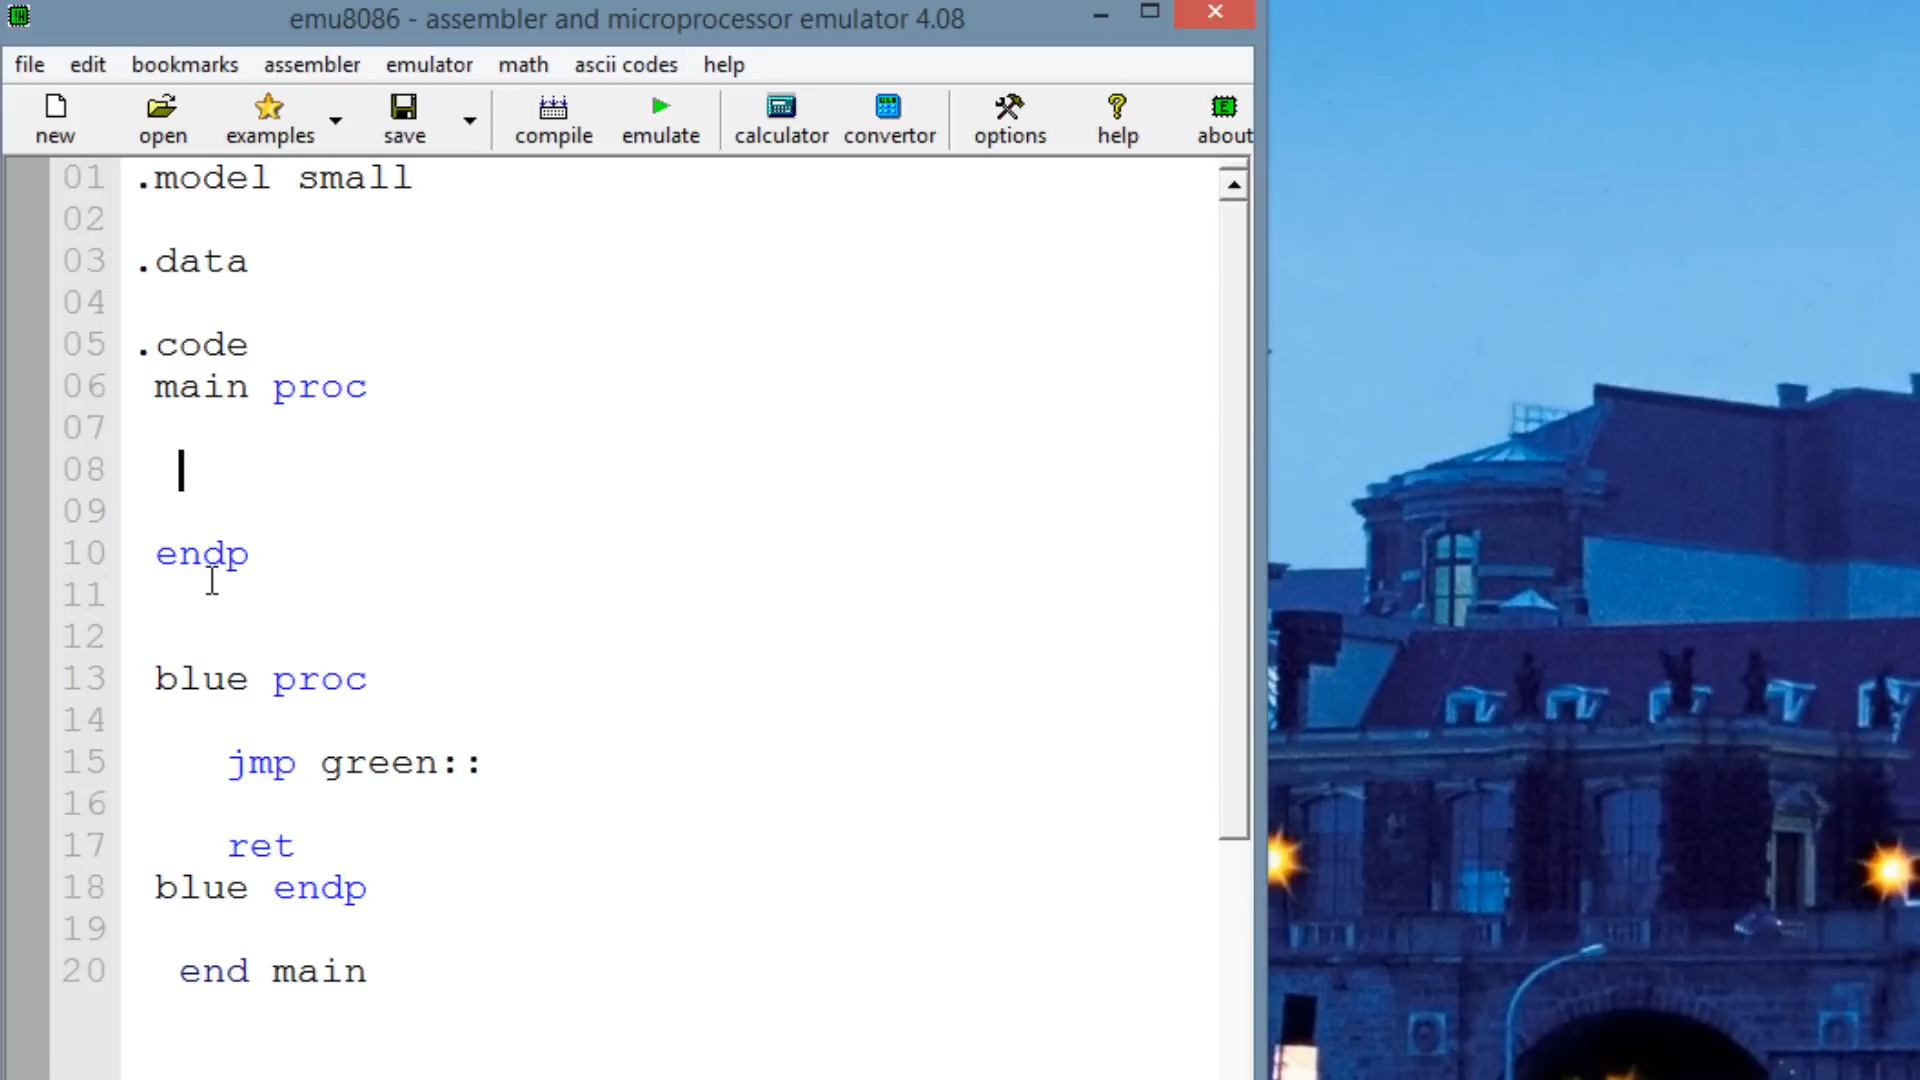 emu8086 - assembler and microprocessor emulator 4.08
file edit bookmarks assembler emulator math ascii codes help
new open examples save compile emulate calculator convertor options help about
01 .model small
02
03 .data
04
05 .code
06 main proc
07
08
09
10 endp
11
12
13 blue proc
14
15 jmp green::
16
17 ret
18 blue endp
19
20 end main